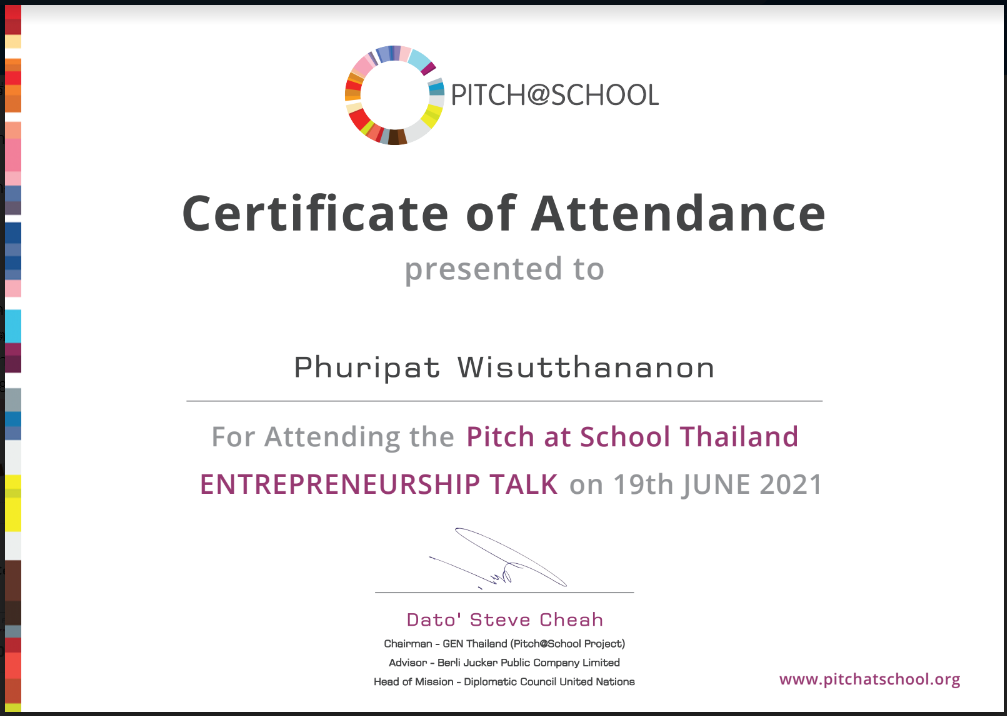 PITCH@SCHOOL
Certificate of Attendance
presented to
Phuripat Wisutthananon
For Attending the Pitch at School Thailand
ENTREPRENEURSHIP TALK on 19th JUNE 2021
Dato' Steve Cheah
Chairman - GEN Thailand (Pitch@School Project)
Advisor - Berli Jucker Public Company Limited
Head of Mission - Diplomatic Council United Nations
www.pitchatschool.org